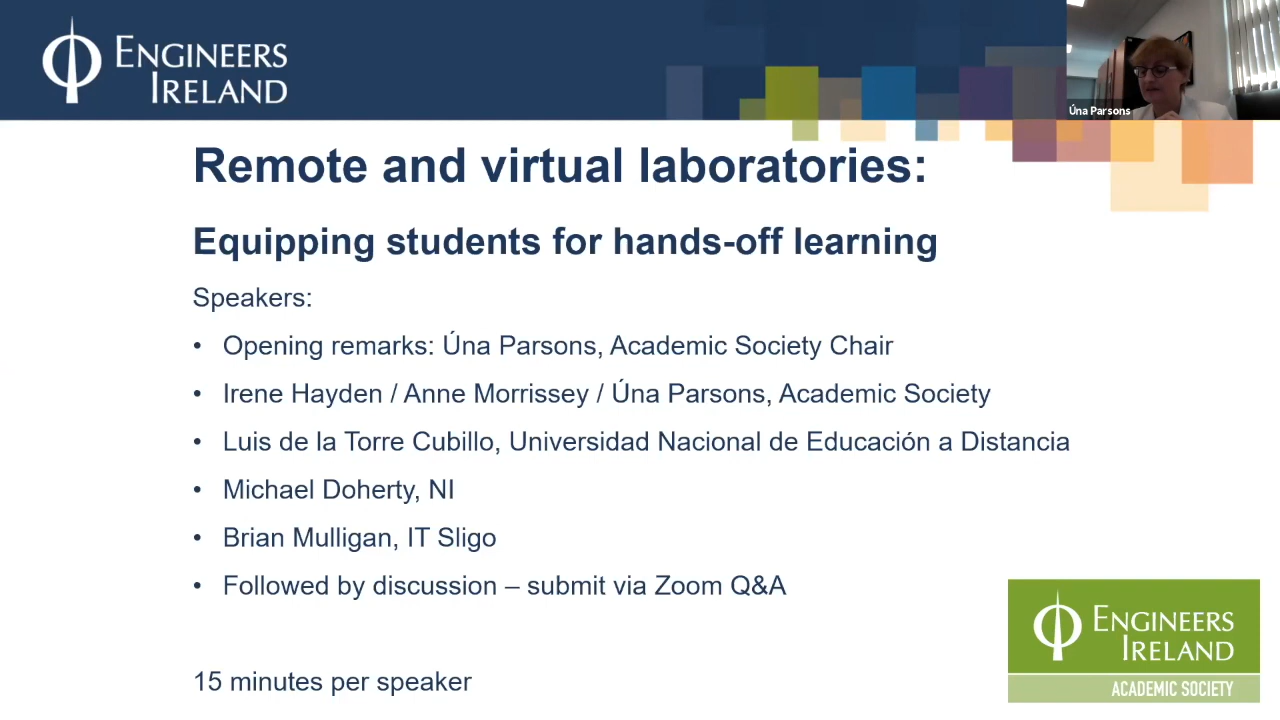 ENGINEERS
IRELAND
Úna Parsons
Remote and virtual laboratories:
Equipping students for hands-off learning
Speakers:
• Opening remarks: Úna Parsons, Academic Society Chair
• Irene Hayden / Anne Morrissey / Úna Parsons, Academic Society
• Luis de la Torre Cubillo, Universidad Nacional de Educación a Distancia
• Michael Doherty, NI
• Brian Mulligan, IT Sligo
• Followed by discussion – submit via Zoom Q&A
15 minutes per speaker
ENGINEERS
IRELAND
ACADEMIC SOCIETY